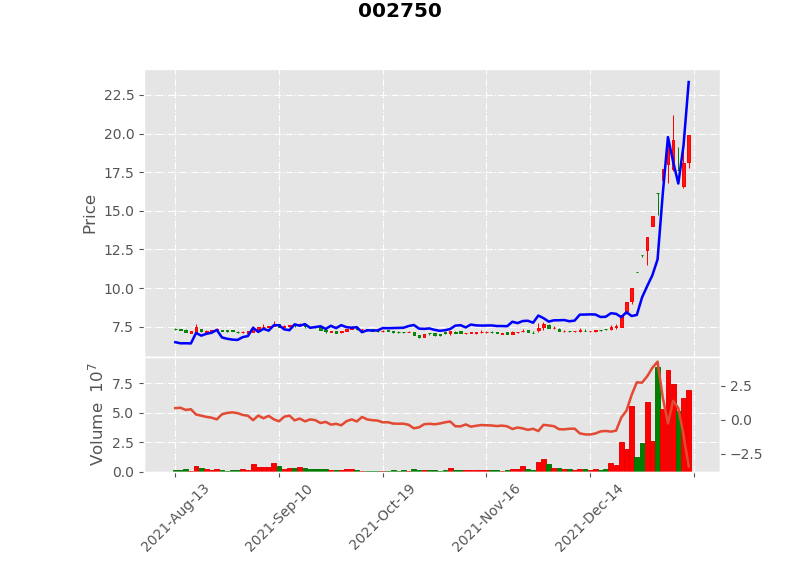 002750
22.5
20.0
17.5
15.0
12.5
10.0
7.5
Price
7.5
5.0
2.5
0.0
Volume 10^7
2.5
0.0
−2.5
2021-Aug-13
2021-Sep-10
2021-Oct-19
2021-Nov-16
2021-Dec-14